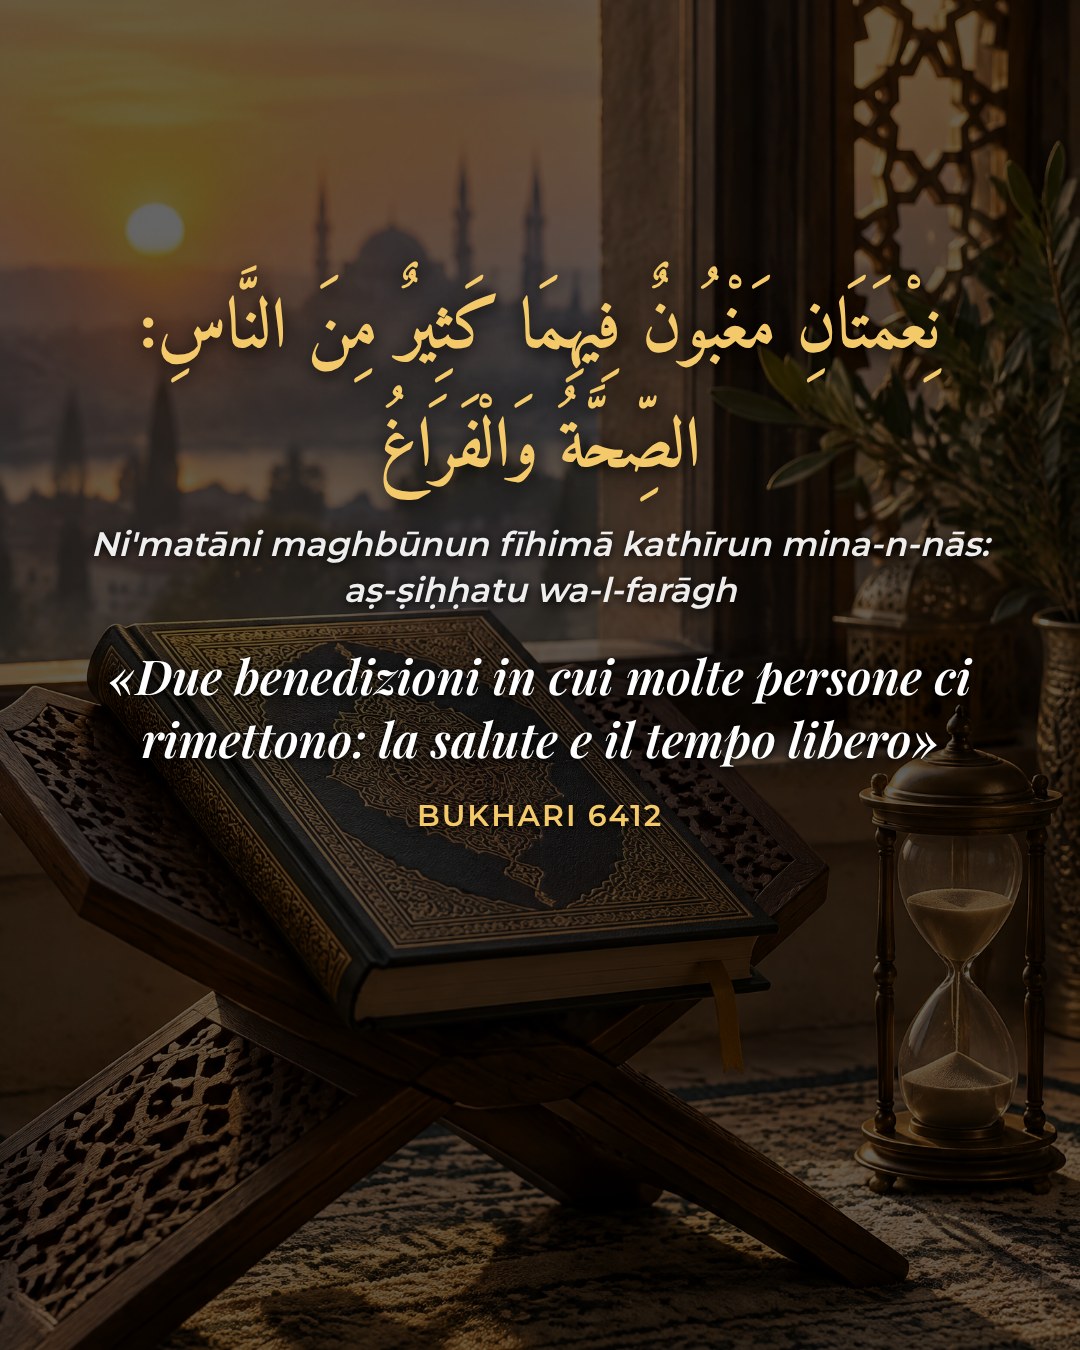 نِعْمَتَانِ مَغْبُونٌ فِيهِمَا كَثِيرٌ مِنَ النَّاسِ:
الصِّحَّةُ وَالْفَرَاغُ
Ni'matāni maghbūnun fīhimā kathīrun mina-n-nās:
aṣ-ṣiḥḥatu wa-l-farāgh
«Due benedizioni in cui molte persone ci
rimettono: la salute e il tempo libero»
BUKHARI 6412